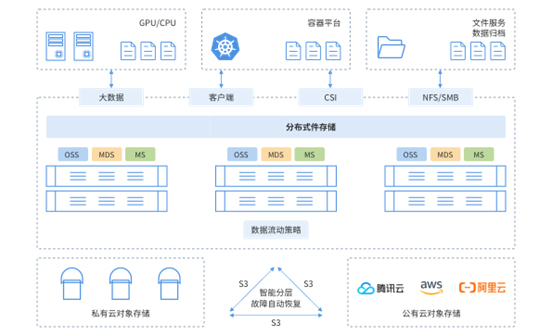 GPU/CPU
容器平台
文件服务
数据归档
大数据
客户端
CSI
NFS/SMB
分布式件存储
OSS MDS MS
OSS MDS MS
OSS MDS MS
数据流动策略
S3
S3
智能分层
故障自动恢复
S3
私有云对象存储
腾讯云
aws
阿里云
公有云对象存储